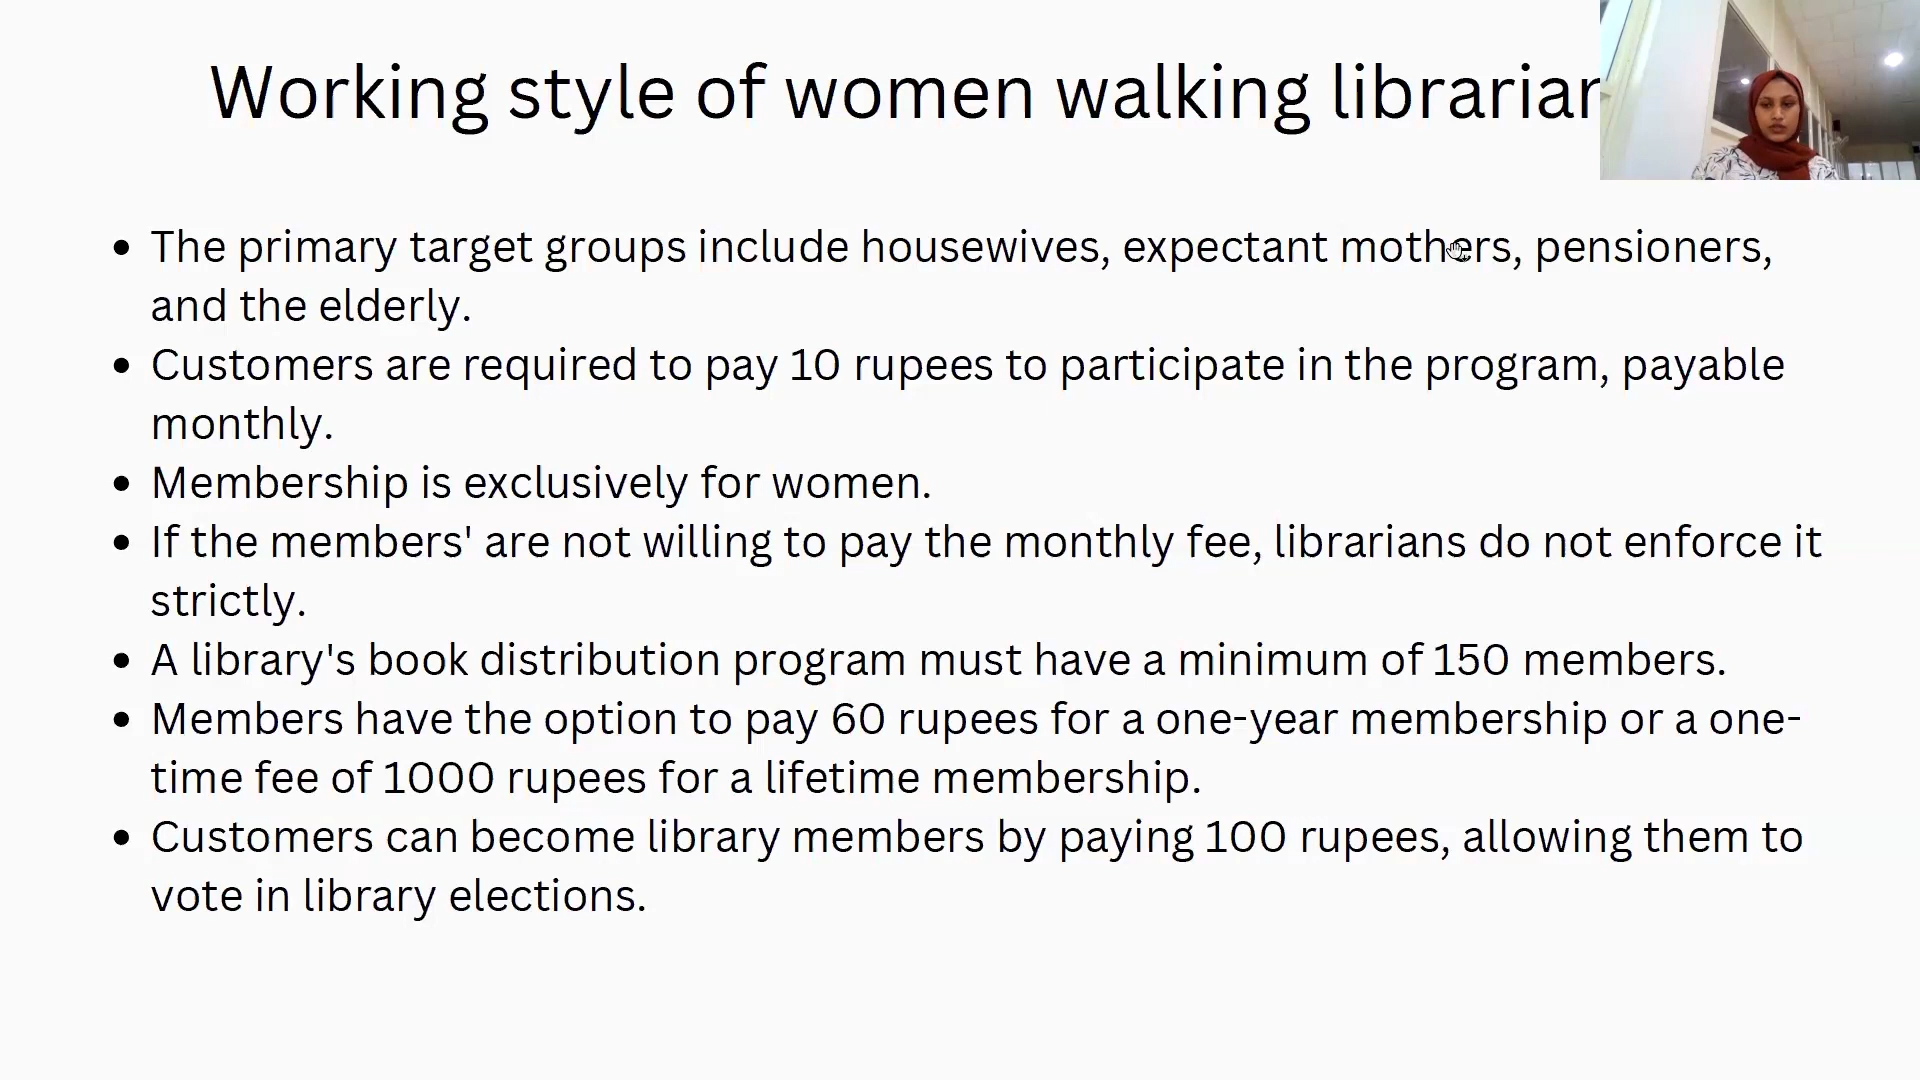 Working style of women walking librarian
• The primary target groups include housewives, expectant mothers, pensioners,
and the elderly.
• Customers are required to pay 10 rupees to participate in the program, payable
monthly.
• Membership is exclusively for women.
• If the members' are not willing to pay the monthly fee, librarians do not enforce it
strictly.
• A library's book distribution program must have a minimum of 150 members.
• Members have the option to pay 60 rupees for a one-year membership or a one-
time fee of 1000 rupees for a lifetime membership.
• Customers can become library members by paying 100 rupees, allowing them to
vote in library elections.